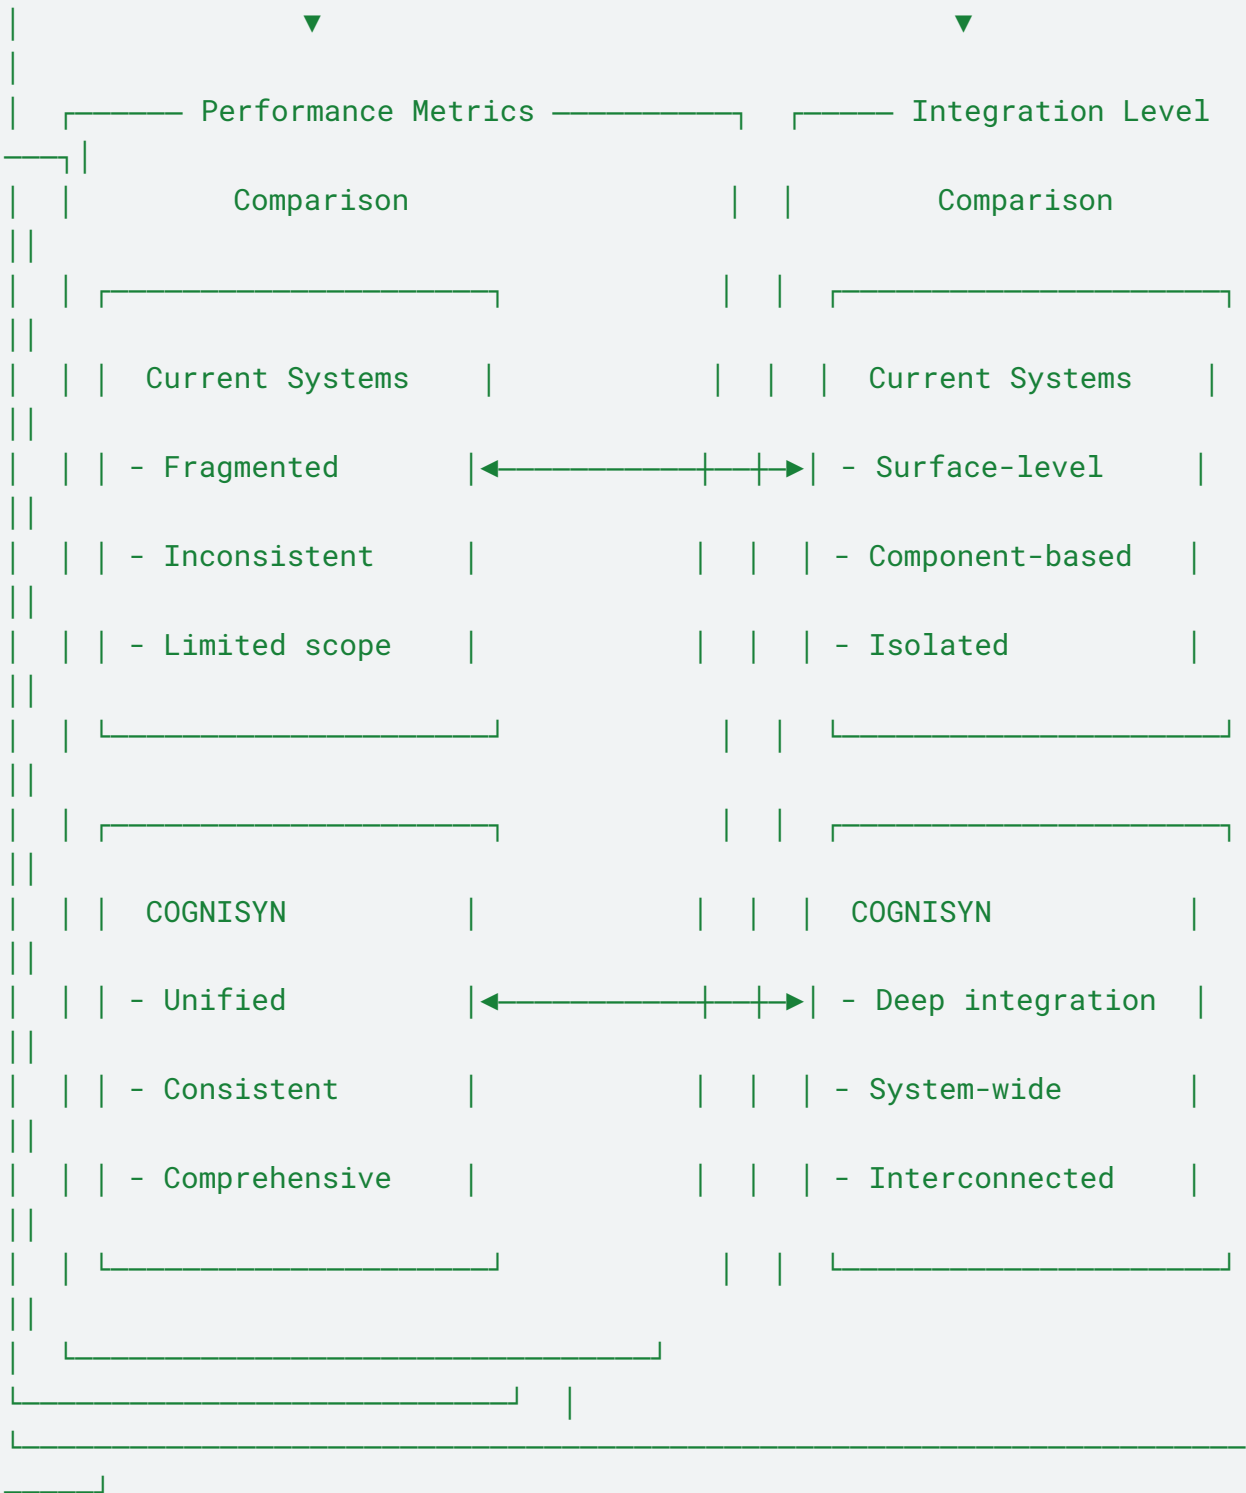 │ ▼ ▼
│
│ ┌────── Performance Metrics ──────────┐ ┌───── Integration Level
───┐│
│ │ Comparison │ │ Comparison
││
│ │ ┌─────────────────────┐ │ │ ┌─────────────────────┐
││
│ │ │ Current Systems │ │ │ │ Current Systems │
││
│ │ │ - Fragmented │◄───────────┼──┼─►│ - Surface-level │
││
│ │ │ - Inconsistent │ │ │ │ - Component-based │
││
│ │ │ - Limited scope │ │ │ │ - Isolated │
││
│ │ └─────────────────────┘ │ │ └─────────────────────┘
││
│ │ ┌─────────────────────┐ │ │ ┌─────────────────────┐
││
│ │ │ COGNISYN │ │ │ │ COGNISYN │
││
│ │ │ - Unified │◄───────────┼──┼─►│ - Deep integration │
││
│ │ │ - Consistent │ │ │ │ - System-wide │
││
│ │ │ - Comprehensive │ │ │ │ - Interconnected │
││
│ │ └─────────────────────┘ │ │ └─────────────────────┘
││
│ └────────────────────────────────┘
└───────────────────────────┘ │
└────────────────────────────────────────────────────────────────────
─────┘